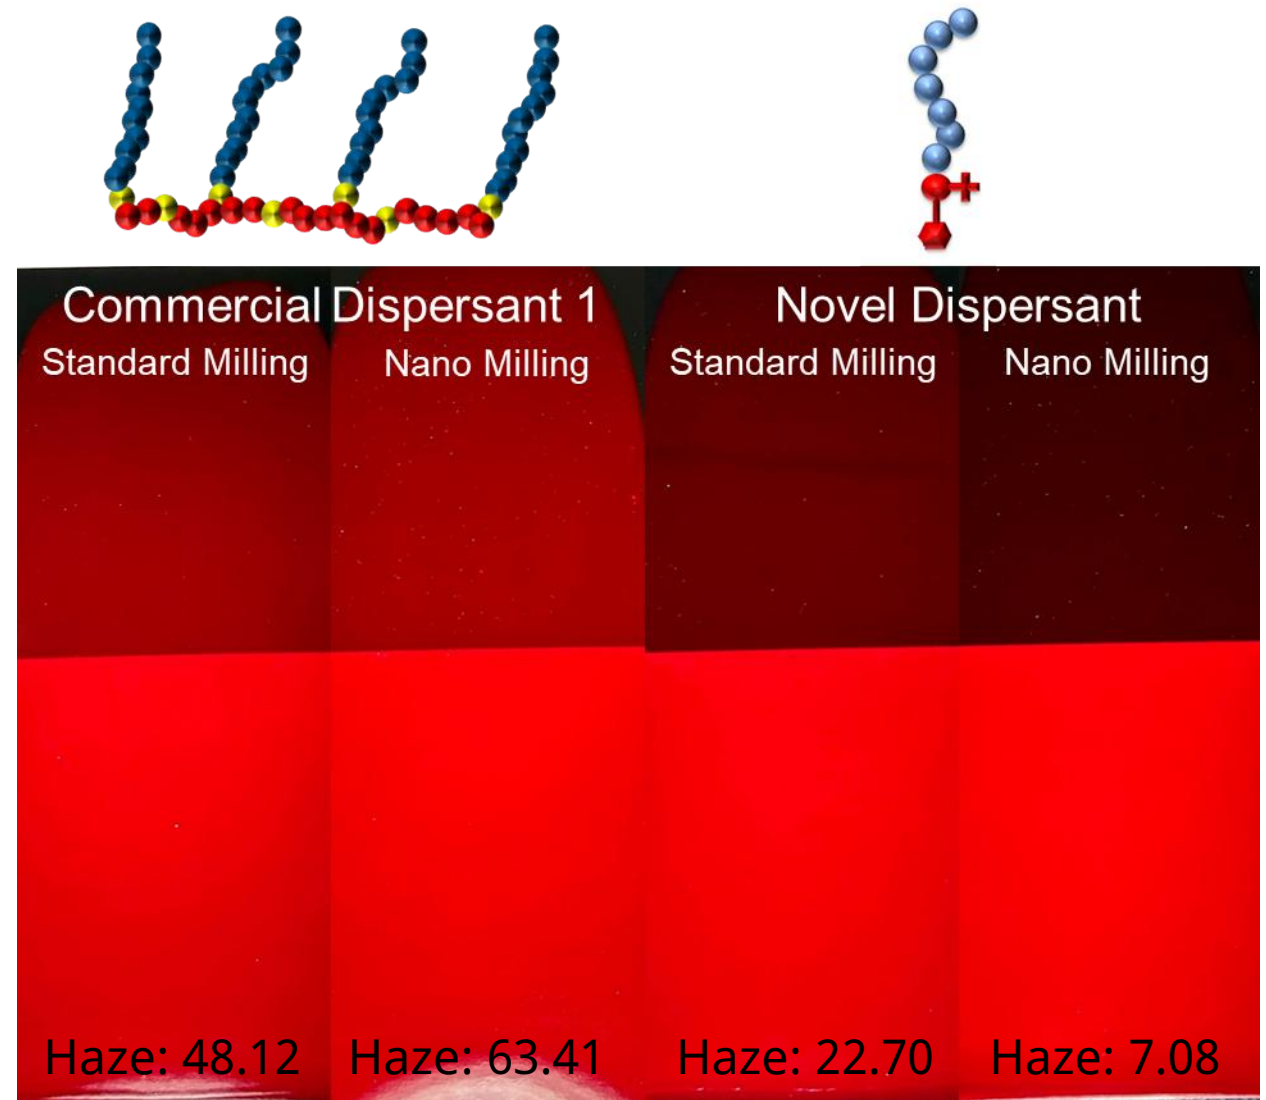 Commercial Dispersant 1
Novel Dispersant
Standard Milling
Nano Milling
Standard Milling
Nano Milling
Haze: 48.12
Haze: 63.41
Haze: 22.70
Haze: 7.08